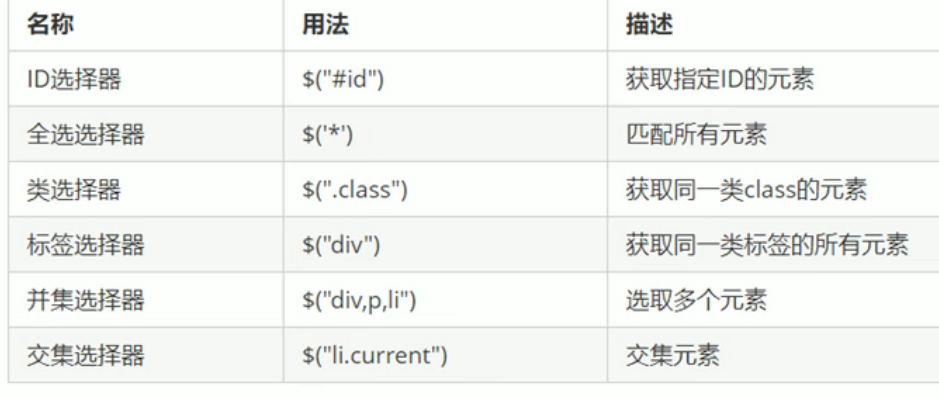 名称 用法 描述
ID选择器 $("#id") 获取指定ID的元素
全选选择器 $('*') 匹配所有元素
类选择器 $(".class") 获取同一类class的元素
标签选择器 $("div") 获取同一类标签的所有元素
并集选择器 $("div,p,li") 选取多个元素
交集选择器 $("li.current") 交集元素